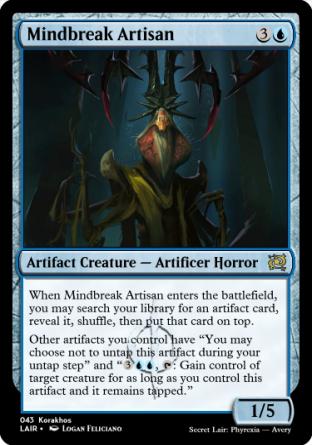 Mindbreak Artisan 3
Artifact Creature — Artificer Horror
When Mindbreak Artisan enters the battlefield,
you may search your library for an artifact card,
reveal it, shuffle, then put that card on top.
Other artifacts you control have “You may
choose not to untap this artifact during your
untap step” and “3, : Gain control of
target creature for as long as you control this
artifact and it remains tapped.”
1/5
043 Korakhos
LAIR • LOGAN FELICIANO
Secret Lair: Phyrexia — Avery